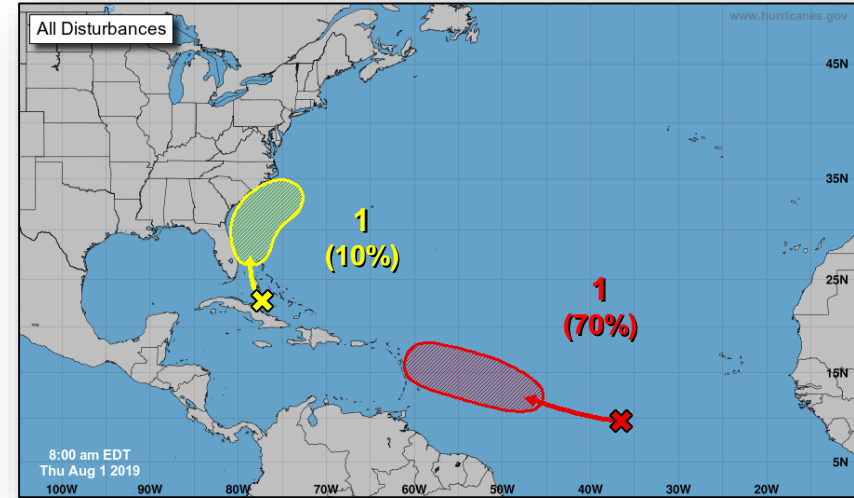 All Disturbances
www.hurricanes.gov
45N
35N
1
(10%)
25N
1
(70%)
15N
5N
8:00 am EDT
Thu Aug 1 2019
100W 90W 80W 70W 60W 50W 40W 30W 20W